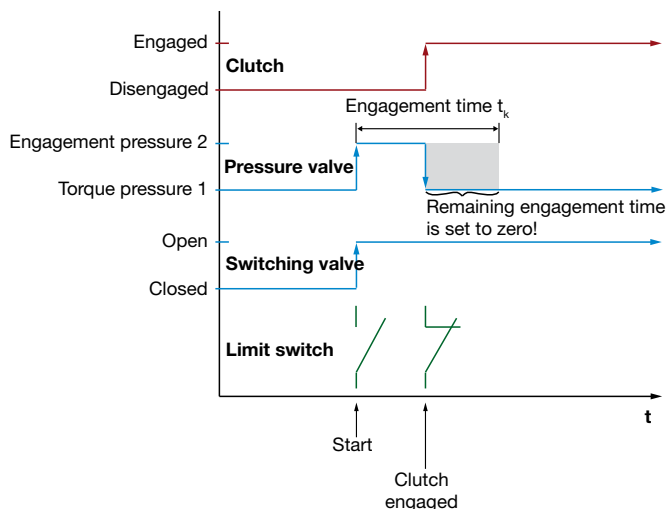 Engaged
Clutch
Disengaged
Engagement time tk
Engagement pressure 2
Pressure valve
Torque pressure 1
Remaining engagement time
is set to zero!
Open
Switching valve
Closed
Limit switch
t
Start
Clutch
engaged